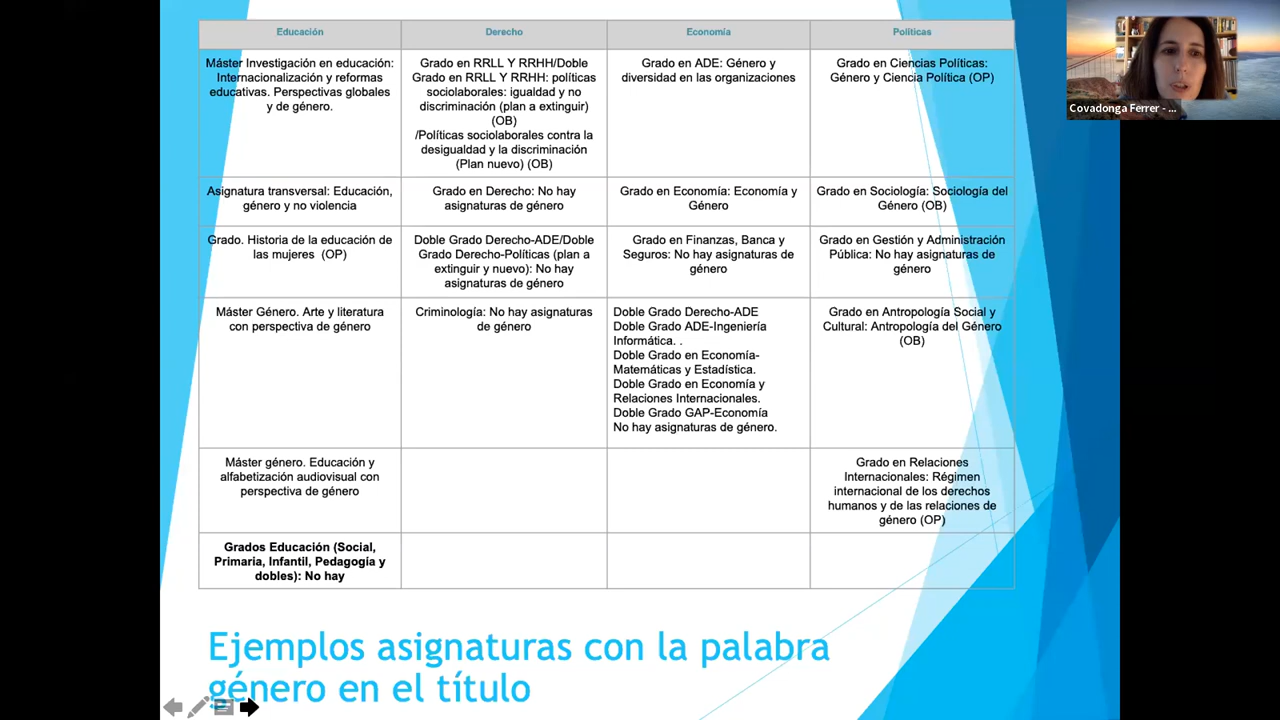 Educación
Derecho
Economía
Políticas
Máster Investigación en educación:
Internacionalización y reformas
educativas. Perspectivas globales
y de género.
Grado en RRLL Y RRHH/Doble
Grado en RRLL Y RRHH: políticas
sociolaborales: igualdad y no
discriminación (plan a extinguir)
(OB)
/Políticas sociolaborales contra la
desigualdad y la discriminación
(Plan nuevo) (OB)
Grado en ADE: Género y
diversidad en las organizaciones
Grado en Ciencias Políticas:
Género y Ciencia Política (OP)
Asignatura transversal: Educación,
género y no violencia
Grado en Derecho: No hay
asignaturas de género
Grado en Economía: Economía y
Género
Grado en Sociología: Sociología del
Género (OB)
Grado. Historia de la educación de
las mujeres (OP)
Doble Grado Derecho-ADE/Doble
Grado Derecho-Políticas (plan a
extinguir y nuevo): No hay
asignaturas de género
Grado en Finanzas, Banca y
Seguros: No hay asignaturas de
género
Grado en Gestión y Administración
Pública: No hay asignaturas de
género
Máster Género. Arte y literatura
con perspectiva de género
Criminología: No hay asignaturas
de género
Doble Grado Derecho-ADE
Doble Grado ADE-Ingeniería
Informática. .
Doble Grado en Economía-
Matemáticas y Estadística.
Doble Grado en Economía y
Relaciones Internacionales.
Doble Grado GAP-Economía
No hay asignaturas de género.
Grado en Antropología Social y
Cultural: Antropología del Género
(OB)
Máster género. Educación y
alfabetización audiovisual con
perspectiva de género
Grado en Relaciones
Internacionales: Régimen
internacional de los derechos
humanos y de las relaciones de
género (OP)
Grados Educación (Social,
Primaria, Infantil, Pedagogía y
dobles): No hay
Ejemplos asignaturas con la palabra
género en el título
Covadonga Ferrer - ...